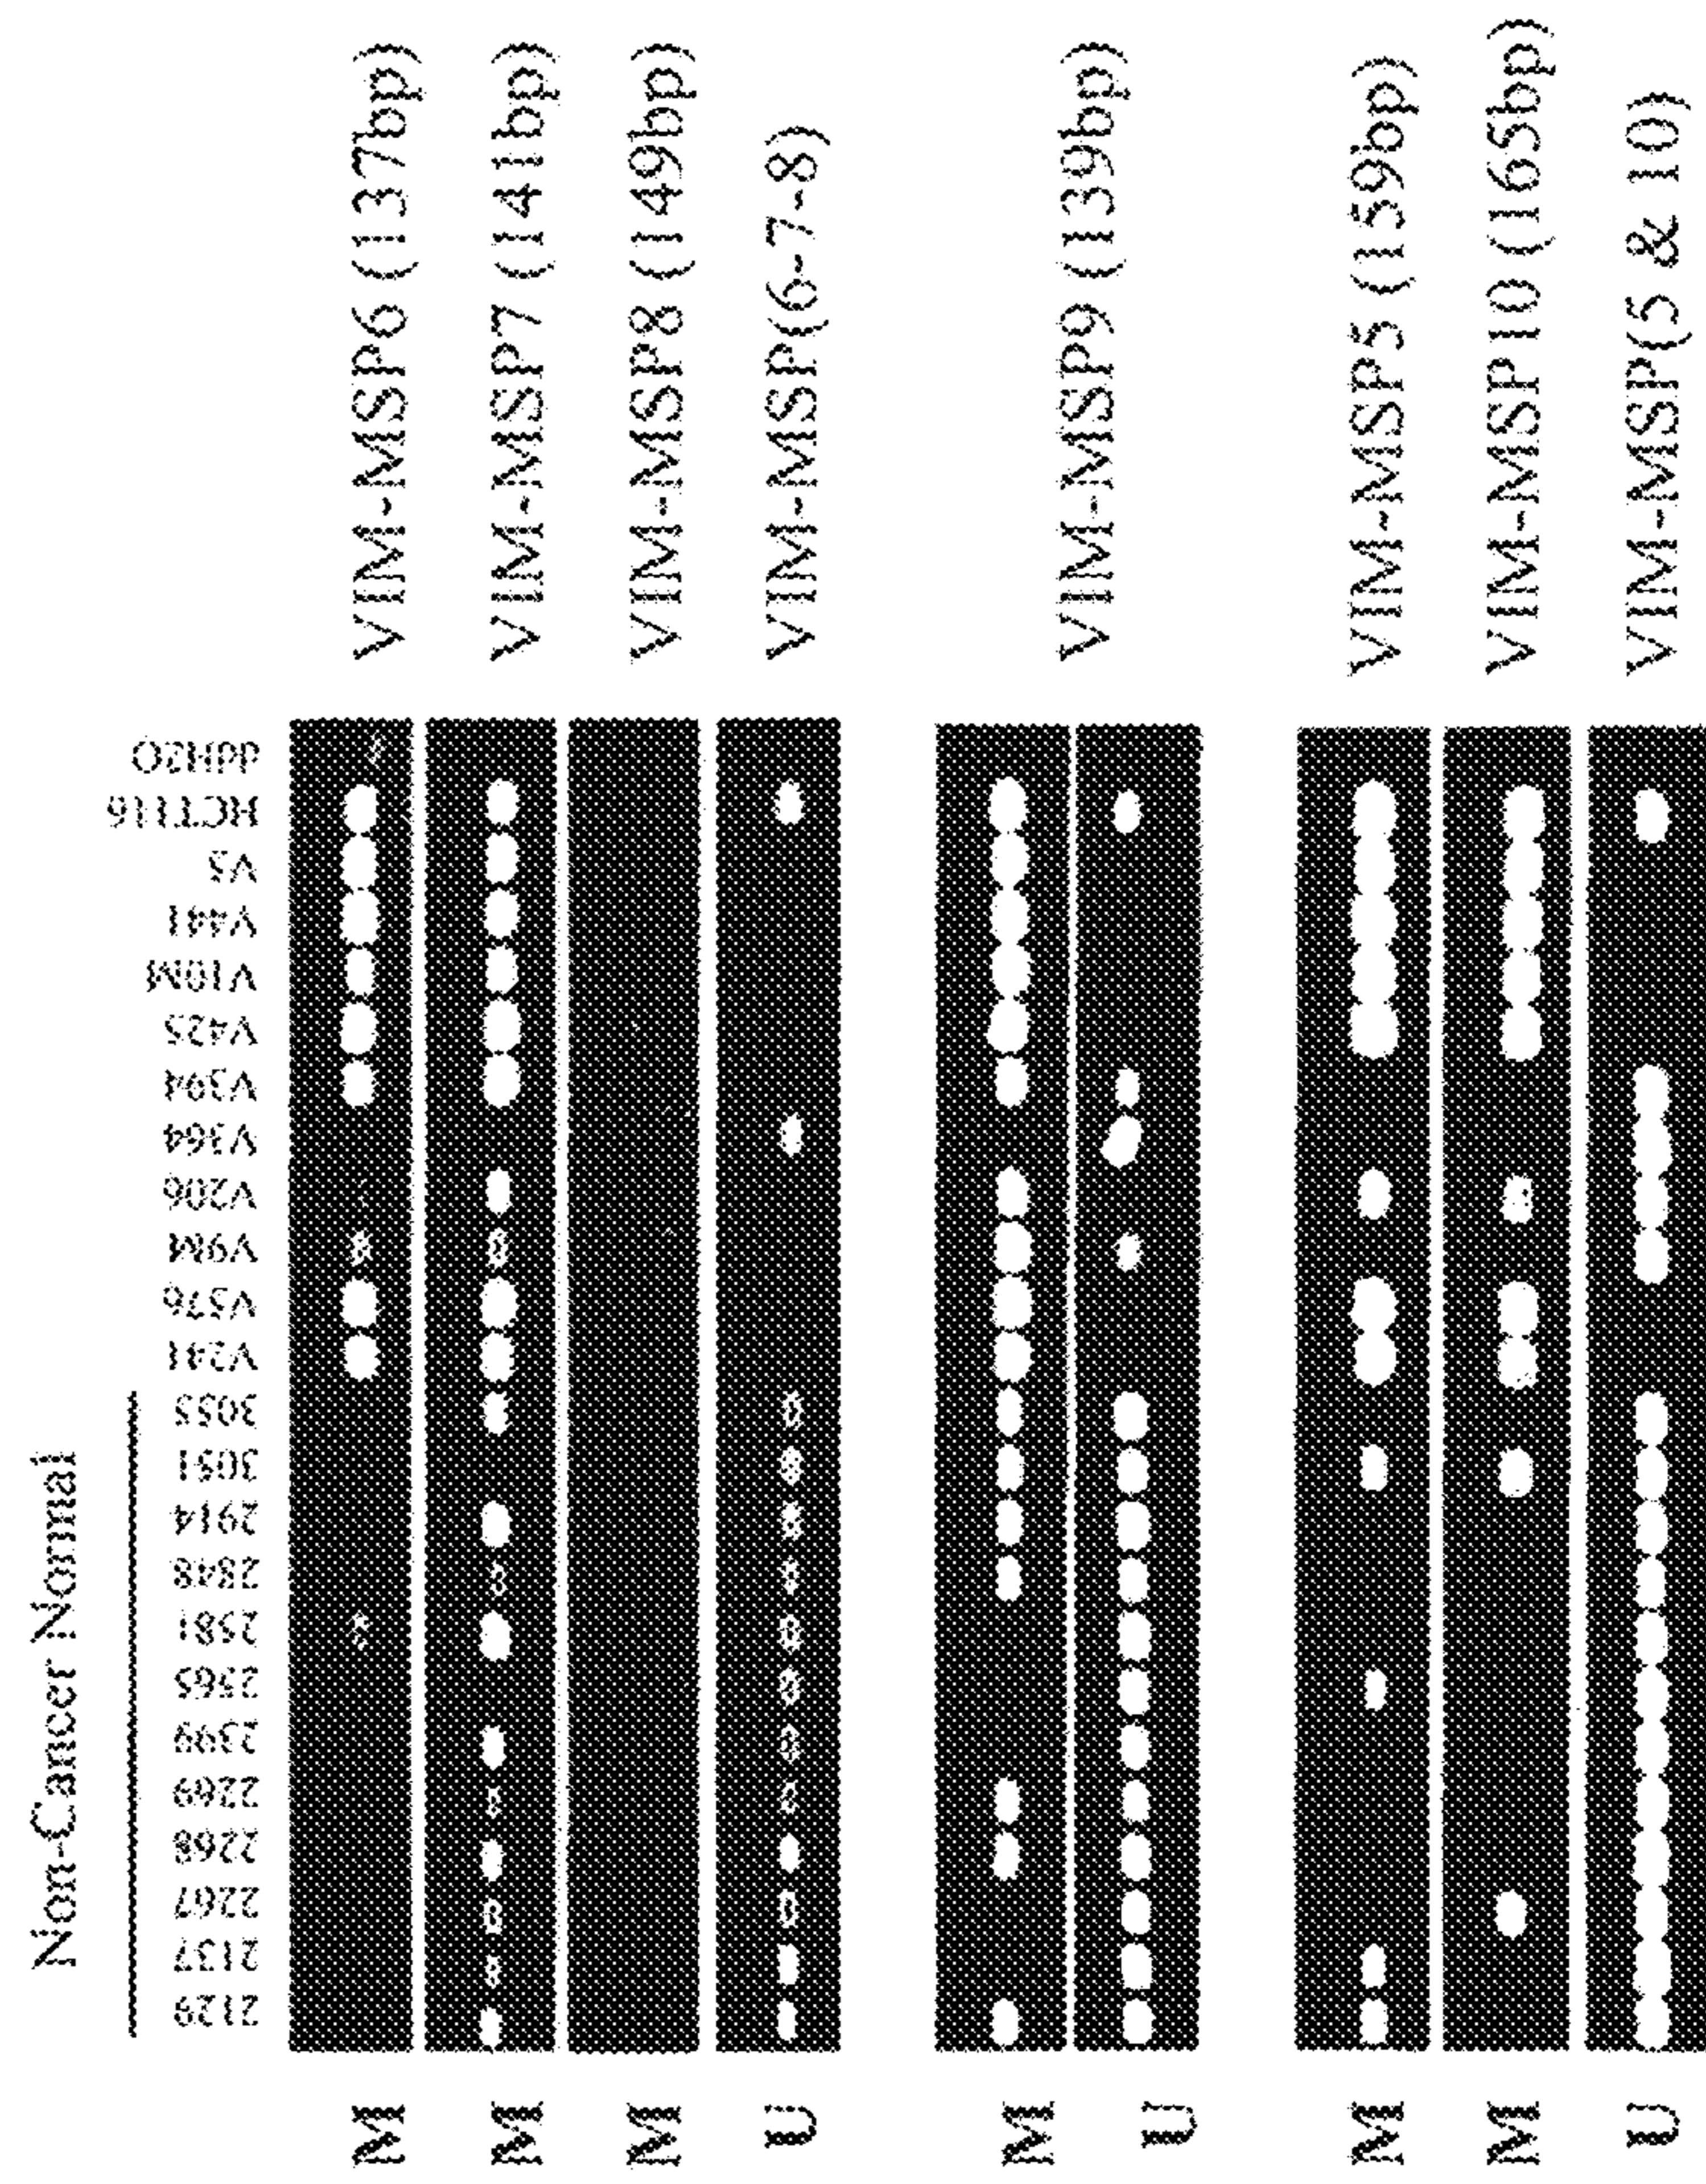 Non-Cancer Normal
2129 2137 2267 2268 2269 2399 2565 2581 2848 2914 3051 3055 V241 V576 V9M V206 V364 V394 V425 V10M V441 V5 HCT116 ddH2O
M VIM-MSP6 (137bp)
M VIM-MSP7 (141bp)
M VIM-MSP8 (149bp)
U VIM-MSP(6-7-8)
M VIM-MSP9 (139bp)
U
M VIM-MSP5 (159bp)
M VIM-MSP10 (165bp)
U VIM-MSP(5 & 10)